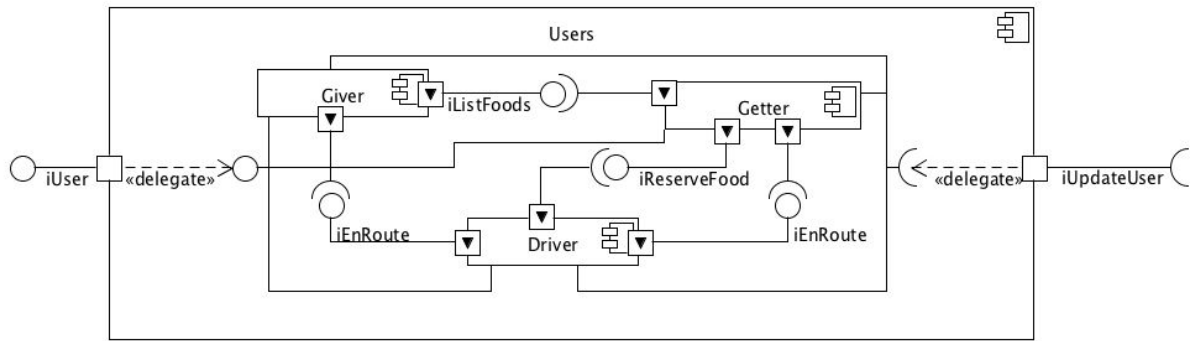 Users
Giver
iListFoods
Getter
iUser
«delegate»
iReserveFood
«delegate»
iUpdateUser
iEnRoute
Driver
iEnRoute